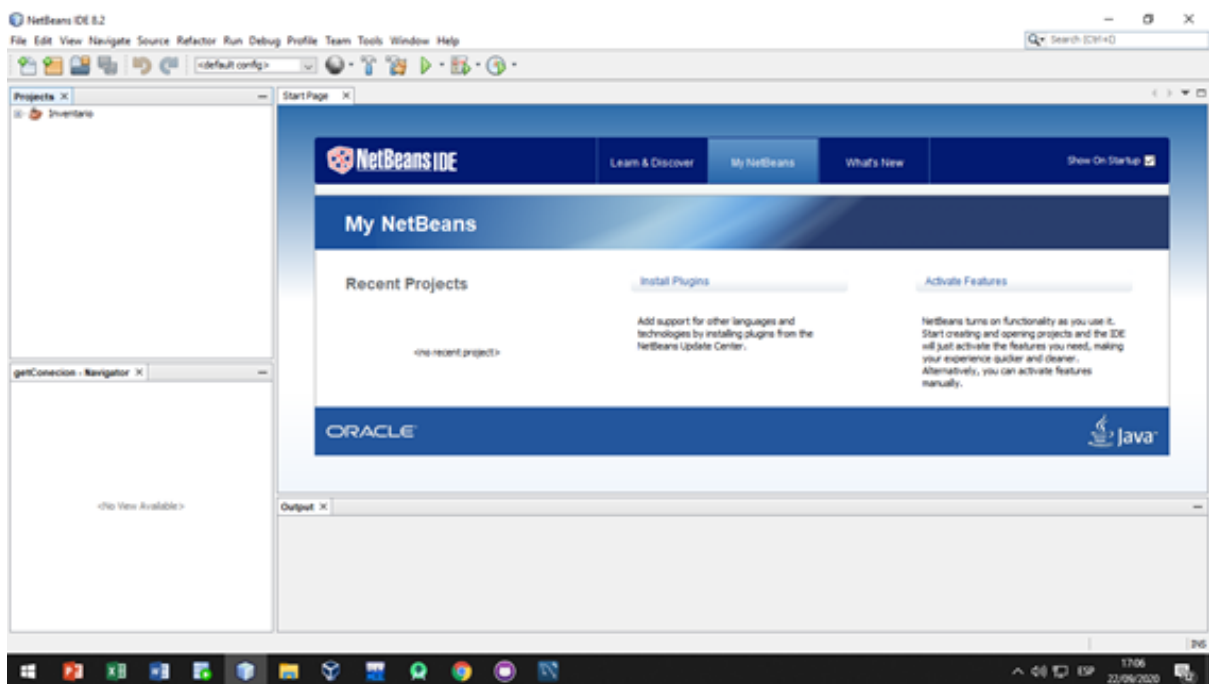 NetBeans IDE 8.2
File Edit View Navigate Source Refactor Run Debug Profile Team Tools Window Help
Search (Ctrl+I)
<default config>
Projects
Start Page
Inventario
NetBeans IDE
Learn & Discover
My NetBeans
What's New
Show On Startup
My NetBeans
Recent Projects
Install Plugins
Activate Features
<no recent project>
Add support for other languages and
technologies by installing plugins from the
NetBeans Update Center.
NetBeans turns on functionality as you use it.
Start creating and opening projects and the IDE
will just activate the features you need, making
your experience quicker and cleaner.
Alternatively, you can activate features
manually.
getConecion - Navigator
ORACLE
Java
<No View Available>
Output
INS
ESP
17:06
22/09/2020